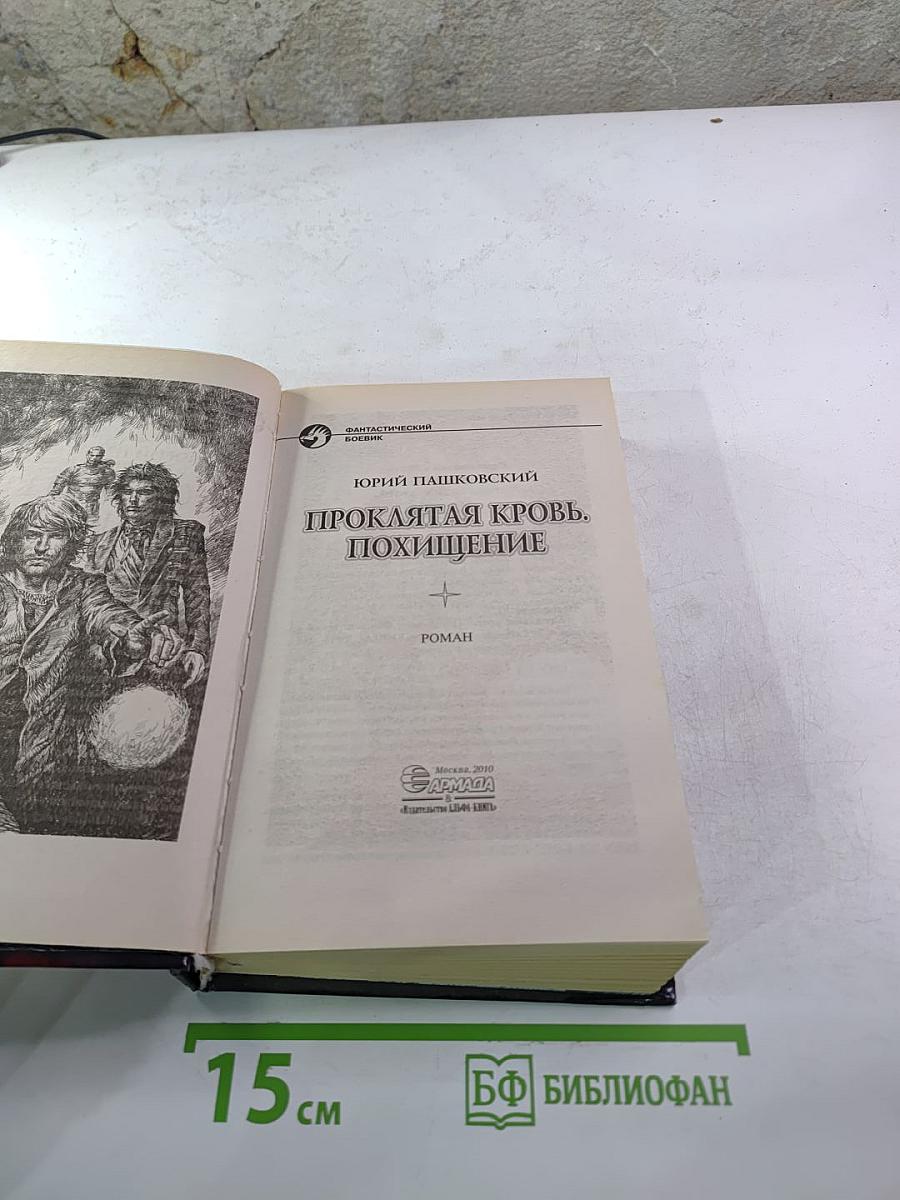 ФАНТАСТИЧЕСКИЙ
БОЕВИК
ЮРИЙ ПАШКОВСКИЙ
ПРОКЛЯТАЯ КРОВЬ.
ПОХИЩЕНИЕ
РОМАН
Москва, 2010
АРМАДА
&
«Издательство АЛЬФА-КНИГА»
15 см
БФ БИБЛИОФАН